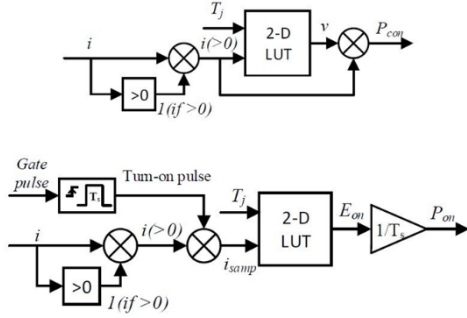 T_j
i
i(>0)
2-D
LUT
v
P_con
>0
1(if>0)
Gate
pulse
T_s
Turn-on pulse
T_j
i
i(>0)
i_samp
2-D
LUT
E_on
1/T_s
P_on
>0
1(if>0)